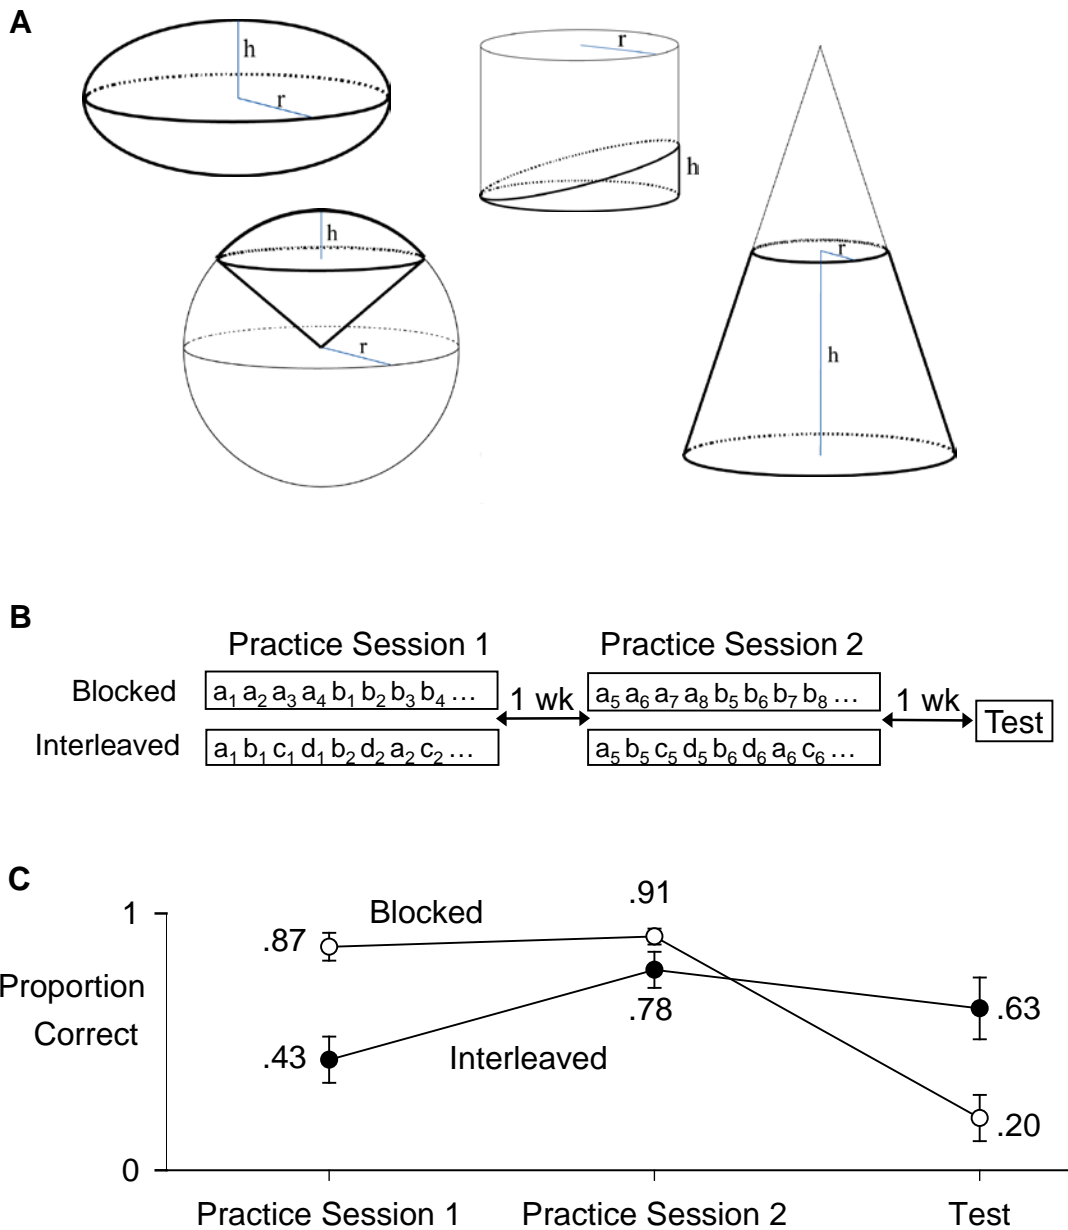 A
h
r
r
h
h
r
r
h
B
Practice Session 1 Practice Session 2
Blocked a1 a2 a3 a4 b1 b2 b3 b4 … 1 wk a5 a6 a7 a8 b5 b6 b7 b8 … 1 wk Test
Interleaved a1 b1 c1 d1 b2 d2 a2 c2 … a5 b5 c5 d5 b6 d6 a6 c6 …
C
1
Blocked
.91
.87
Proportion
Correct
.78
.63
.43
Interleaved
.20
0
Practice Session 1 Practice Session 2 Test